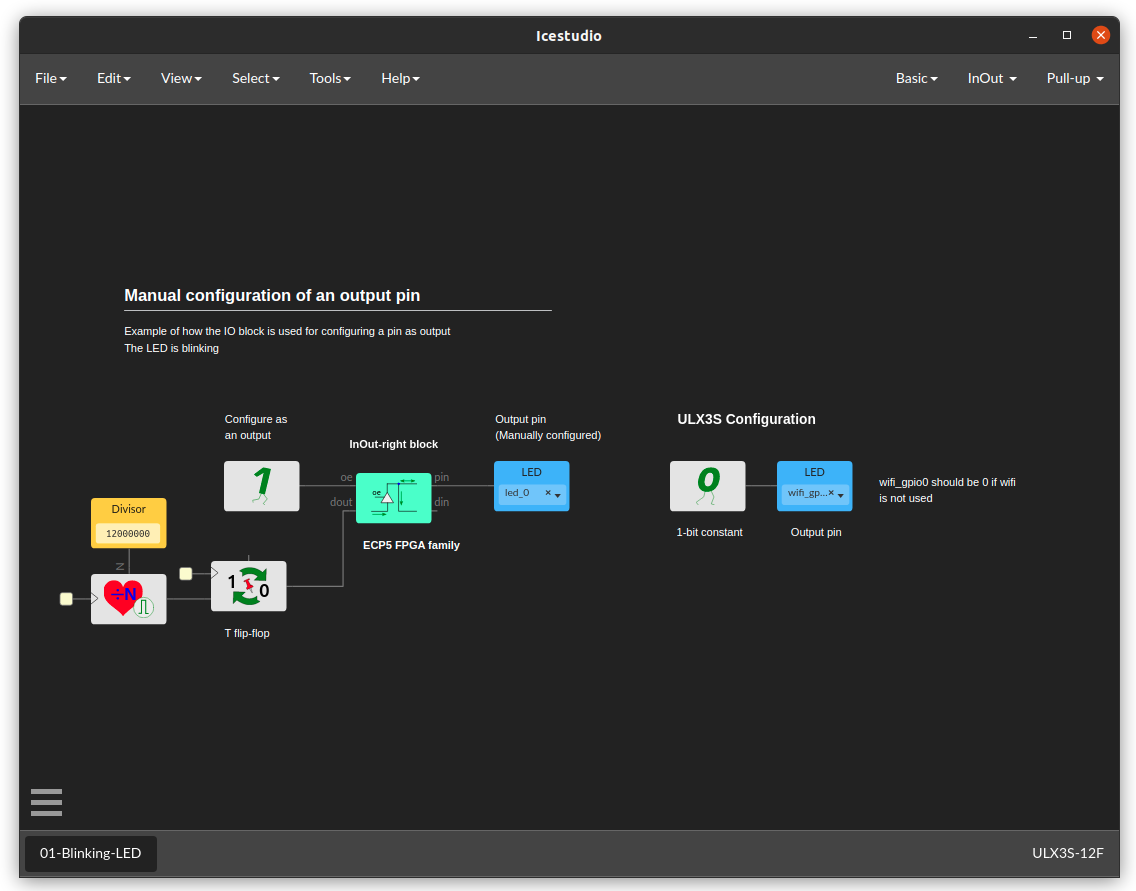 Icestudio
File Edit View Select Tools Help Basic InOut Pull-up
Manual configuration of an output pin
Example of how the IO block is used for configuring a pin as output
The LED is blinking
Configure as
an output
InOut-right block
Output pin
(Manually configured)
ULX3S Configuration
1
oe
dout
oe
pin
din
LED
led_0 ×
0
LED
wifi_gp...×
wifi_gpio0 should be 0 if wifi
is not used
1-bit constant
Output pin
ECP5 FPGA family
Divisor
12000000
N
÷N
1 0
T flip-flop
01-Blinking-LED
ULX3S-12F